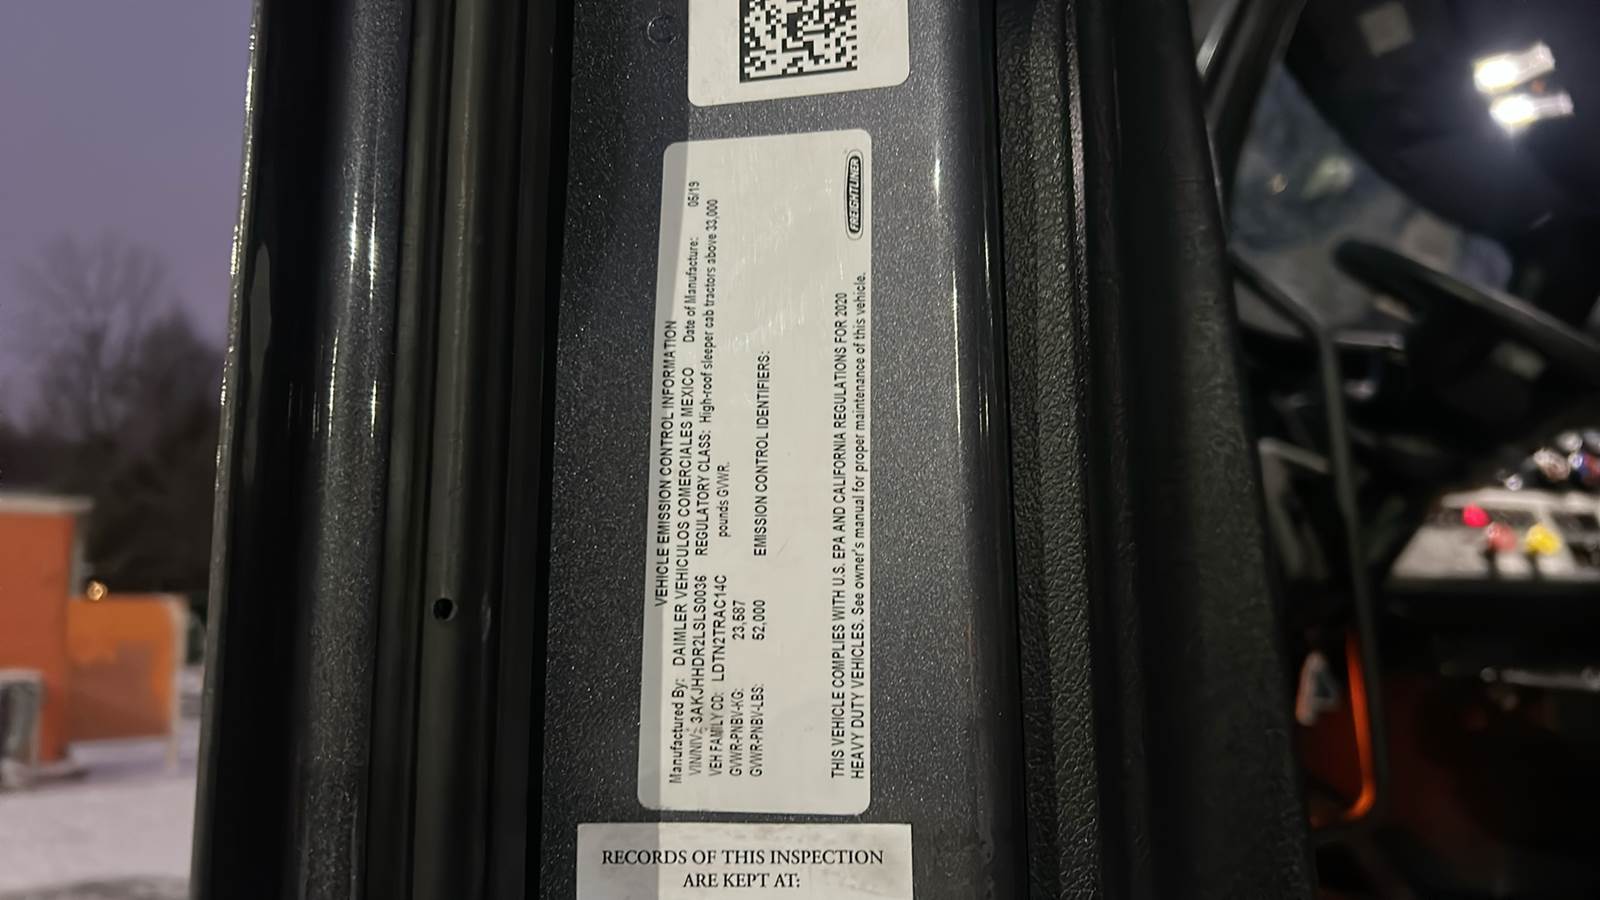 FREIGHTLINER
VEHICLE EMISSION CONTROL INFORMATION
Manufactured By: DAIMLER VEHICULOS COMERCIALES MEXICO Date of Manufacture: 05/19
VIN/NIV: 3AKJHHDR2LSLS0036 REGULATORY CLASS: High-roof sleeper cab tractors above 33,000
pounds GVWR.
VEH FAMILY CD: LDTN2TRAC14C
GVWR-PNBV-KG: 23,587
GVWR-PNBV-LBS: 52,000 EMISSION CONTROL IDENTIFIERS:
THIS VEHICLE COMPLIES WITH U.S. EPA AND CALIFORNIA REGULATIONS FOR 2020
HEAVY DUTY VEHICLES. See owner's manual for proper maintenance of this vehicle.
RECORDS OF THIS INSPECTION
ARE KEPT AT: